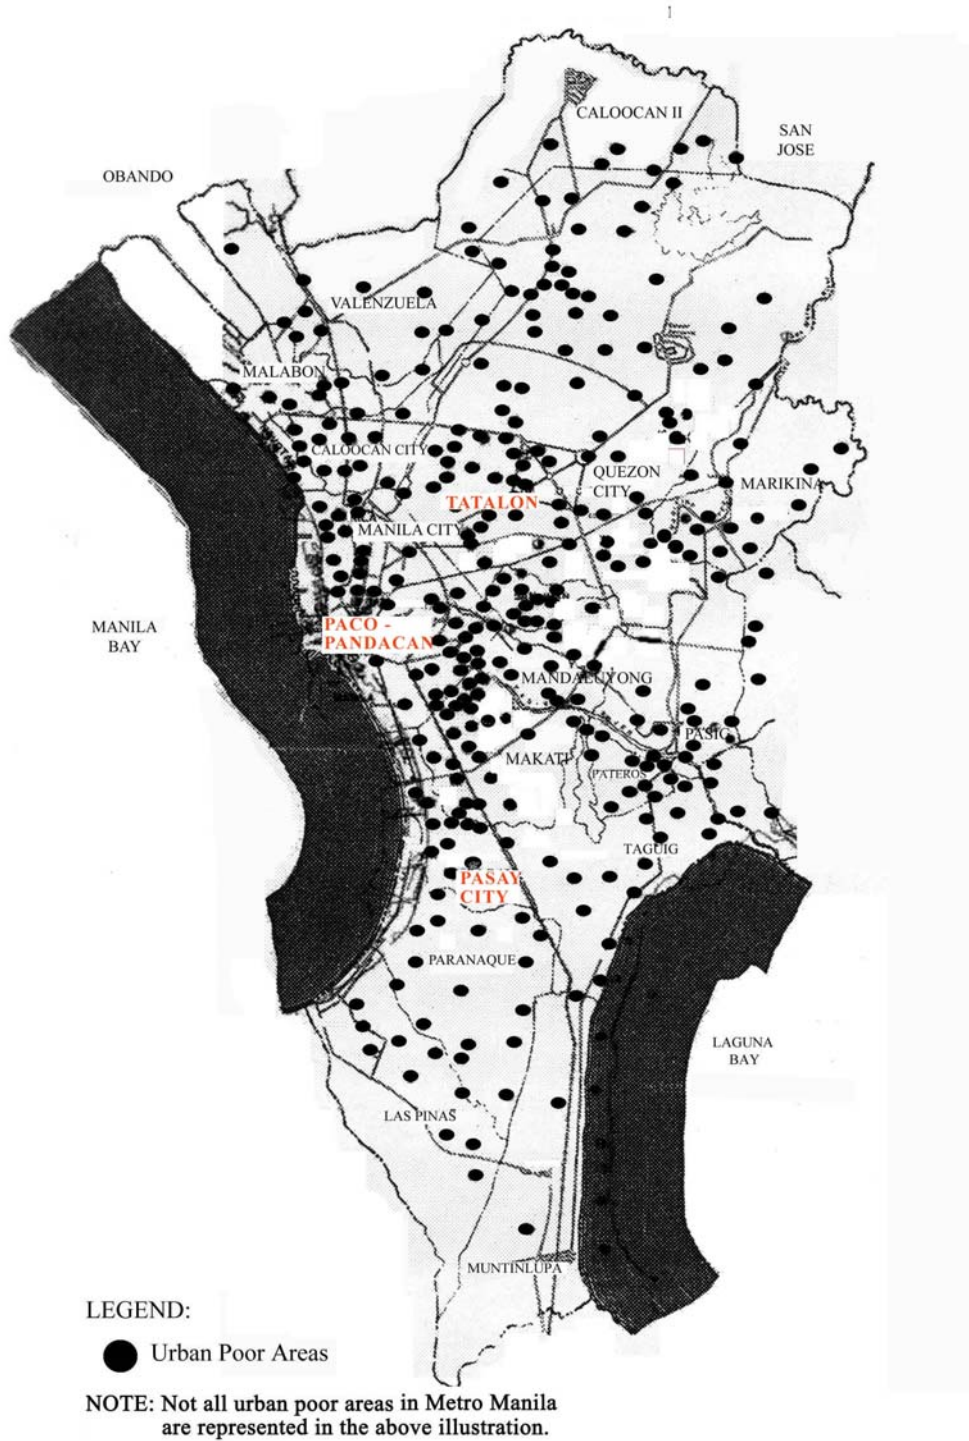 1
CALOOCAN II
SAN
JOSE
OBANDO
VALENZUELA
MALABON
CALOOCAN CITY
QUEZON
CITY
MARIKINA
TATALON
MANILA CITY
MANILA
BAY
PACO -
PANDACAN
MANDALUYONG
PASIG
MAKATI
PATEROS
TAGUIG
PASAY
CITY
PARANAQUE
LAGUNA
BAY
LAS PINAS
MUNTINLUPA
LEGEND:
Urban Poor Areas
NOTE: Not all urban poor areas in Metro Manila
are represented in the above illustration.